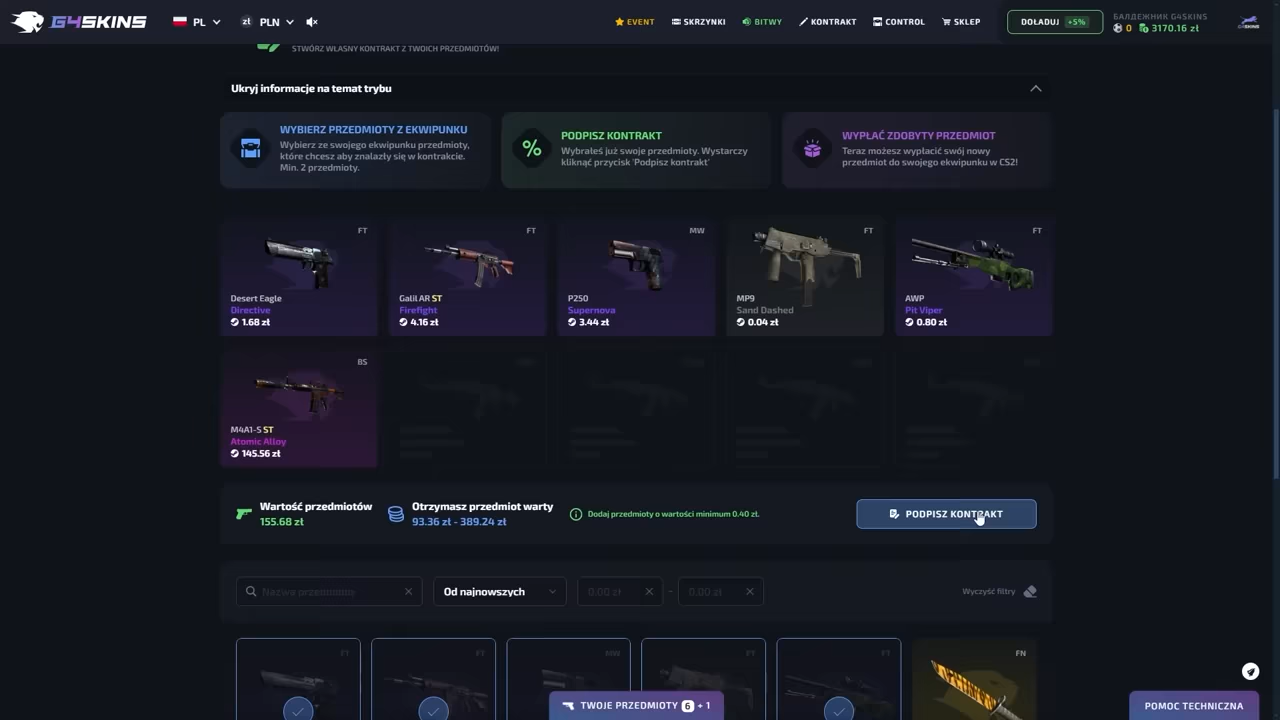 G4SKINS
PL
zł PLN
EVENT
SKRZYNKI
BITWY
KONTRAKT
CONTROL
SKLEP
DOŁADUJ +5%
БАЛДЕЖНИК G4SKINS
0 3170.16 zł
STWÓRZ WŁASNY KONTRAKT Z TWOICH PRZEDMIOTÓW!
Ukryj informacje na temat trybu
WYBIERZ PRZEDMIOTY Z EKWIPUNKU
Wybierz ze swojego ekwipunku przedmioty,
które chcesz aby znalazły się w kontrakcie.
Min. 2 przedmioty.
PODPISZ KONTRAKT
Wybrałeś już swoje przedmioty. Wystarczy
kliknąć przycisk 'Podpisz kontrakt'
WYPŁAĆ ZDOBYTY PRZEDMIOT
Teraz możesz wypłacić swój nowy
przedmiot do swojego ekwipunku w CS2!
FT
Desert Eagle
Directive
1.68 zł
FT
Galil AR ST
Firefight
4.16 zł
MW
P250
Supernova
3.44 zł
FT
MP9
Sand Dashed
0.04 zł
FT
AWP
Pit Viper
0.80 zł
BS
M4A1-S ST
Atomic Alloy
145.56 zł
Wartość przedmiotów
155.68 zł
Otrzymasz przedmiot warty
93.36 zł - 389.24 zł
Dodaj przedmioty o wartości minimum 0.40 zł.
PODPISZ KONTRAKT
Nazwa przedmiotu
Od najnowszych
0.00 zł
-
0.00 zł
Wyczyść filtry
FT
FT
MW
FT
FT
FN
TWOJE PRZEDMIOTY 6 + 1
POMOC TECHNICZNA